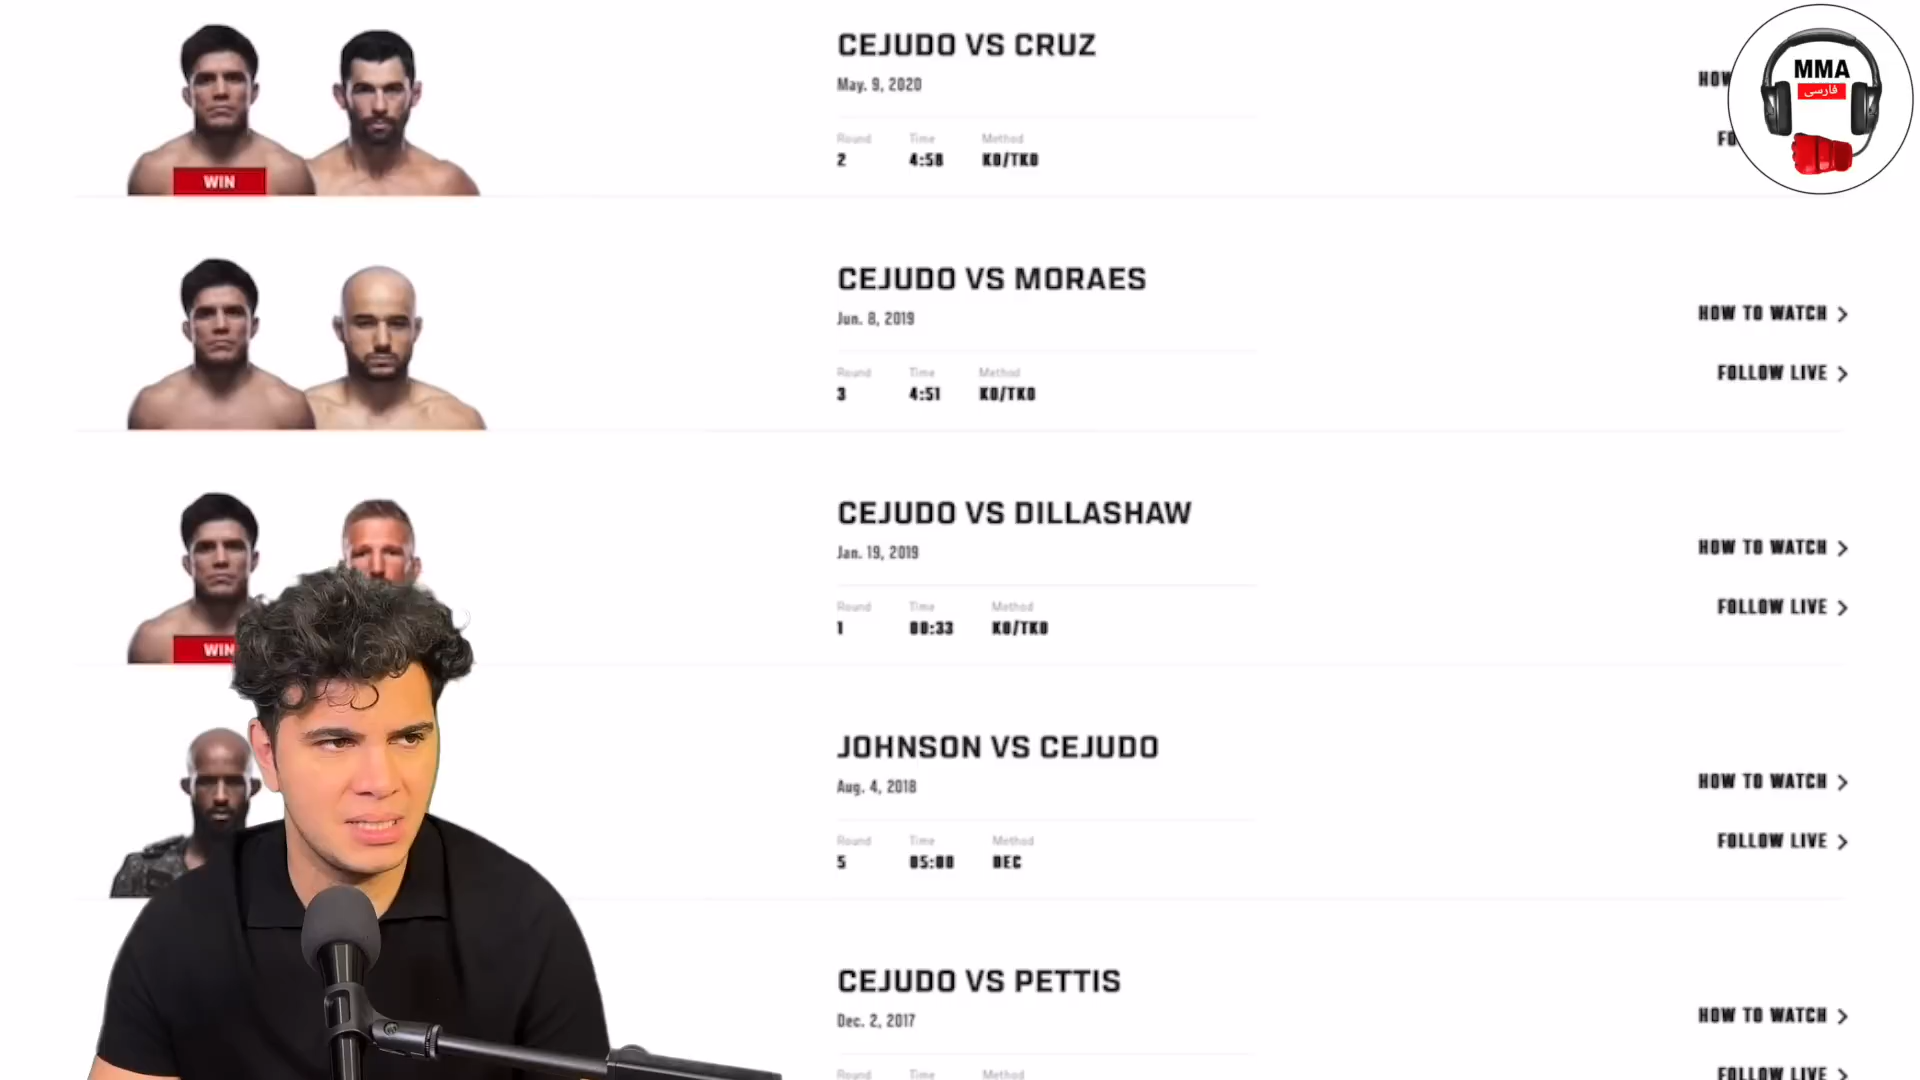 CEJUDO VS CRUZ
May. 9, 2020
Round Time Method
2 4:58 KO/TKO
WIN
HOW
FO
MMA
فارسی
CEJUDO VS MORAES
Jun. 8, 2019
Round Time Method
3 4:51 KO/TKO
HOW TO WATCH
FOLLOW LIVE
CEJUDO VS DILLASHAW
Jan. 19, 2019
Round Time Method
1 00:33 KO/TKO
WIN
HOW TO WATCH
FOLLOW LIVE
JOHNSON VS CEJUDO
Aug. 4, 2018
Round Time Method
5 05:00 DEC
HOW TO WATCH
FOLLOW LIVE
CEJUDO VS PETTIS
Dec. 2, 2017
Round Time Method
HOW TO WATCH
FOLLOW LIVE